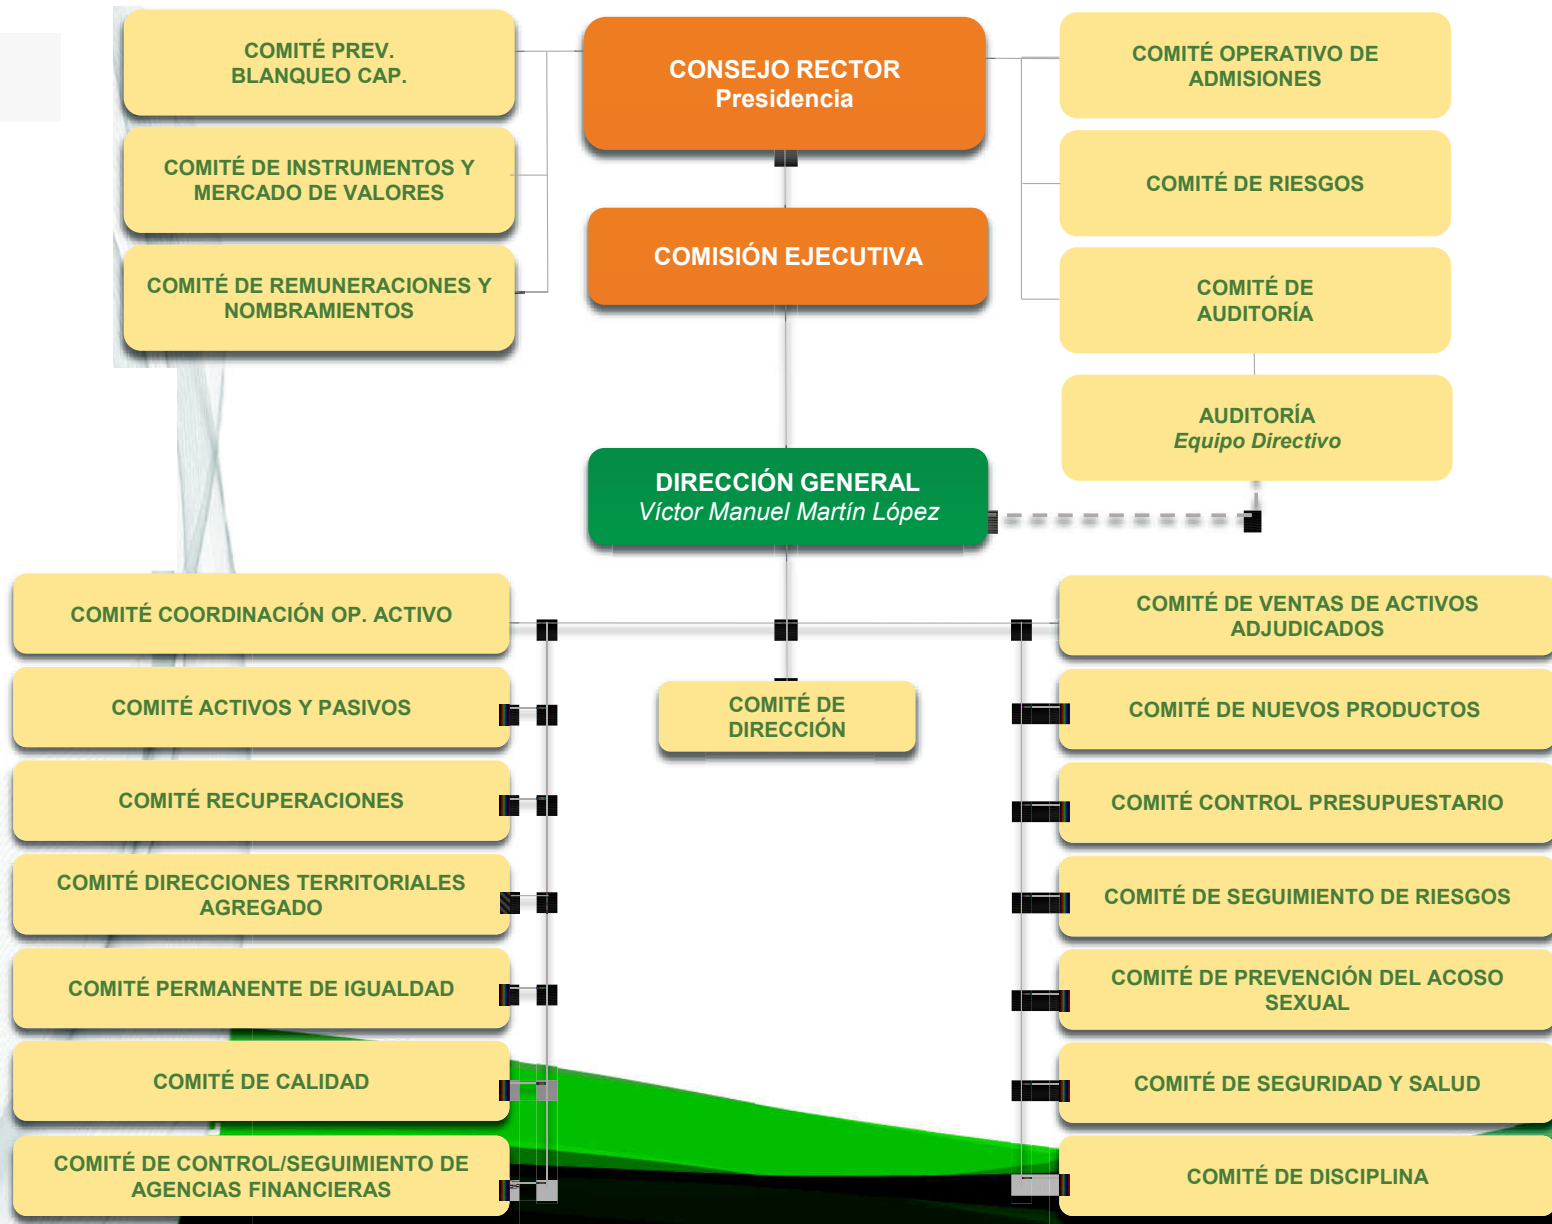 COMITÉ PREV.
BLANQUEO CAP.
CONSEJO RECTOR
Presidencia
COMITÉ OPERATIVO DE
ADMISIONES
COMITÉ DE INSTRUMENTOS Y
MERCADO DE VALORES
COMITÉ DE RIESGOS
COMISIÓN EJECUTIVA
COMITÉ DE REMUNERACIONES Y
NOMBRAMIENTOS
COMITÉ DE
AUDITORÍA
AUDITORÍA
Equipo Directivo
DIRECCIÓN GENERAL
Víctor Manuel Martín López
COMITÉ COORDINACIÓN OP. ACTIVO
COMITÉ DE VENTAS DE ACTIVOS
ADJUDICADOS
COMITÉ ACTIVOS Y PASIVOS
COMITÉ DE
DIRECCIÓN
COMITÉ DE NUEVOS PRODUCTOS
COMITÉ RECUPERACIONES
COMITÉ CONTROL PRESUPUESTARIO
COMITÉ DIRECCIONES TERRITORIALES
AGREGADO
COMITÉ DE SEGUIMIENTO DE RIESGOS
COMITÉ PERMANENTE DE IGUALDAD
COMITÉ DE PREVENCIÓN DEL ACOSO
SEXUAL
COMITÉ DE CALIDAD
COMITÉ DE SEGURIDAD Y SALUD
COMITÉ DE CONTROL/SEGUIMIENTO DE
AGENCIAS FINANCIERAS
COMITÉ DE DISCIPLINA